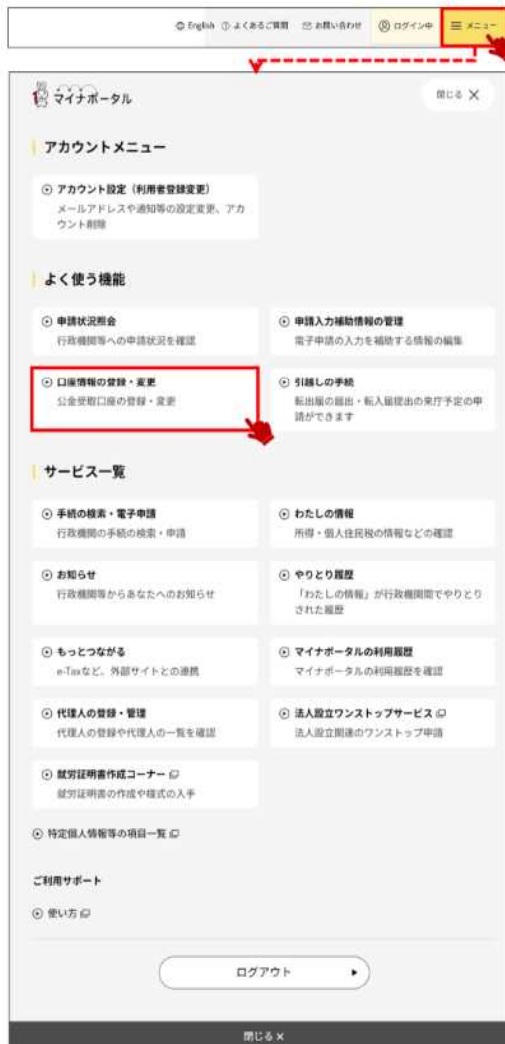 English よくあるご質問 お問い合わせ ログイン中 メニュー
マイナポータル
閉じる ×
アカウントメニュー
アカウント設定（利用者登録変更）
メールアドレスや通知等の設定変更、アカ
ウント削除
よく使う機能
申請状況照会
行政機関等への申請状況を確認
申請入力補助情報の管理
電子申請の入力を補助する情報の編集
口座情報の登録・変更
公金受取口座の登録・変更
引越しの手続
転出届の届出・転入届提出の来庁予定の申
請ができます
サービス一覧
手続の検索・電子申請
行政機関の手続の検索・申請
わたしの情報
所得・個人住民税の情報などの確認
お知らせ
行政機関等からあなたへのお知らせ
やりとり履歴
「わたしの情報」が行政機関間でやりとり
された履歴
もっとつながる
e-Taxなど、外部サイトとの連携
マイナポータルの利用履歴
マイナポータルの利用履歴を確認
代理人の登録・管理
代理人の登録や代理人の一覧を確認
法人設立ワンストップサービス
法人設立関連のワンストップ申請
就労証明書作成コーナー
就労証明書の作成や様式の入手
特定個人情報等の項目一覧
ご利用サポート
使い方
ログアウト
閉じる ×